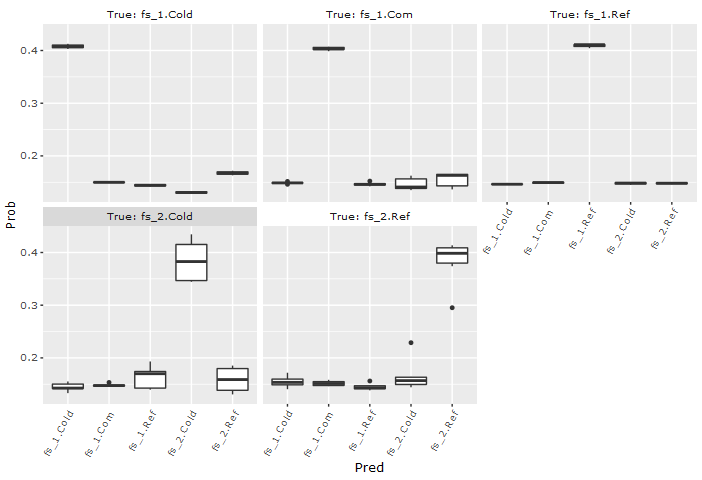 True: fs_1.Cold
True: fs_1.Com
True: fs_1.Ref
0.4
0.3
0.2
fs_1.Cold
fs_1.Com
fs_1.Ref
fs_2.Cold
fs_2.Ref
Prob
True: fs_2.Cold
True: fs_2.Ref
0.4
0.3
0.2
fs_1.Cold
fs_1.Com
fs_1.Ref
fs_2.Cold
fs_2.Ref
fs_1.Cold
fs_1.Com
fs_1.Ref
fs_2.Cold
fs_2.Ref
Pred